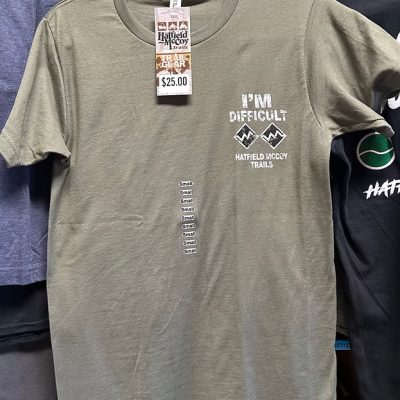 Hatfield
McCoy
Trails
TRAIL
GEAR
$25.00
I'M
DIFFICULT
HATFIELD MCCOY
TRAILS
Small
Small
Small
Small
Small
Small
Small
Small
Small
HATF